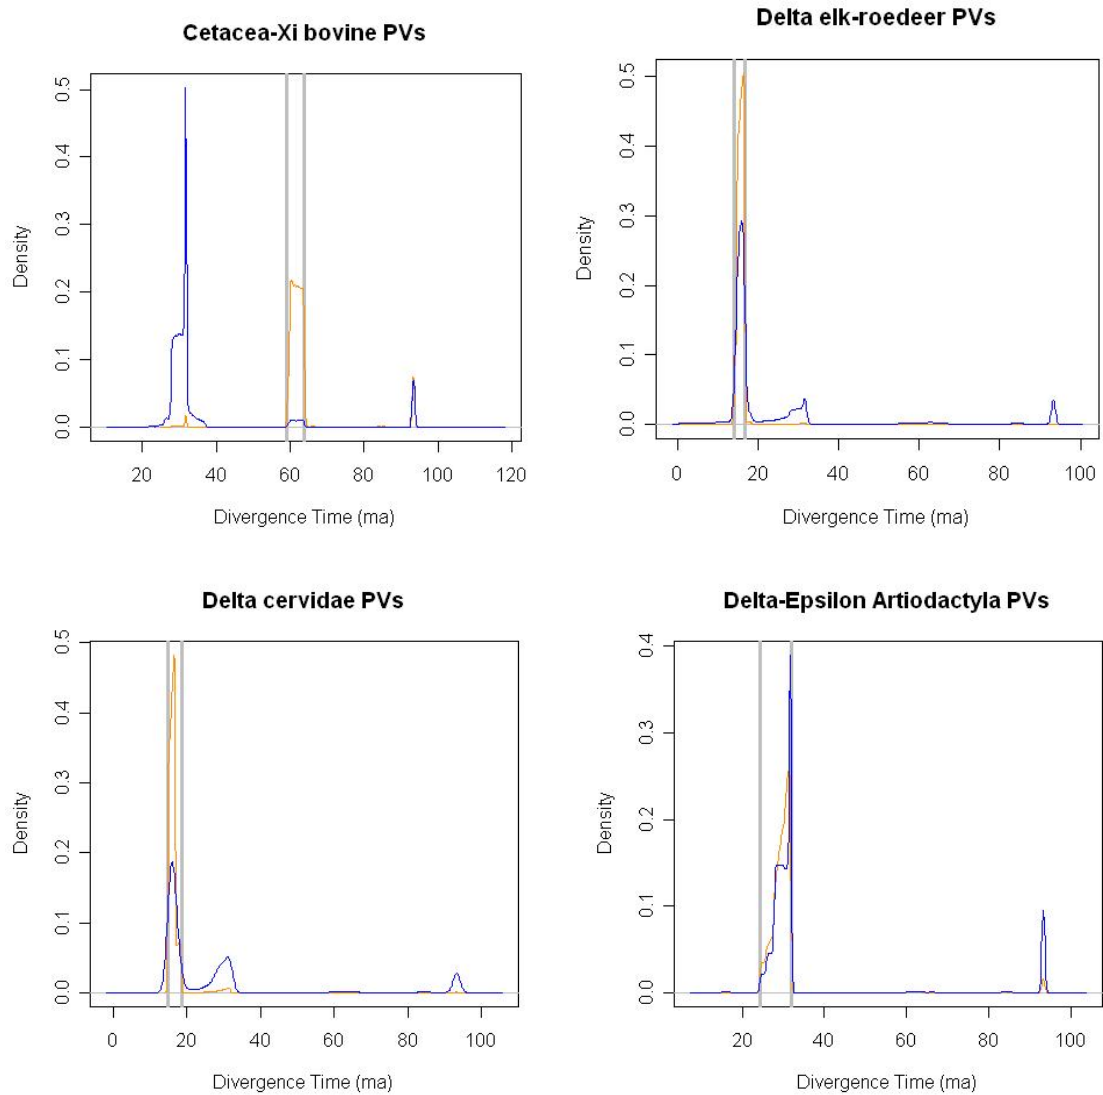 Cetacea-Xi bovine PVs
Density
0.0 0.1 0.2 0.3 0.4 0.5
20 40 60 80 100 120
Divergence Time (ma)
Delta elk-roedeer PVs
Density
0.0 0.1 0.2 0.3 0.4 0.5
0 20 40 60 80 100
Divergence Time (ma)
Delta cervidae PVs
Density
0.0 0.1 0.2 0.3 0.4 0.5
0 20 40 60 80 100
Divergence Time (ma)
Delta-Epsilon Artiodactyla PVs
Density
0.0 0.1 0.2 0.3 0.4
20 40 60 80 100
Divergence Time (ma)